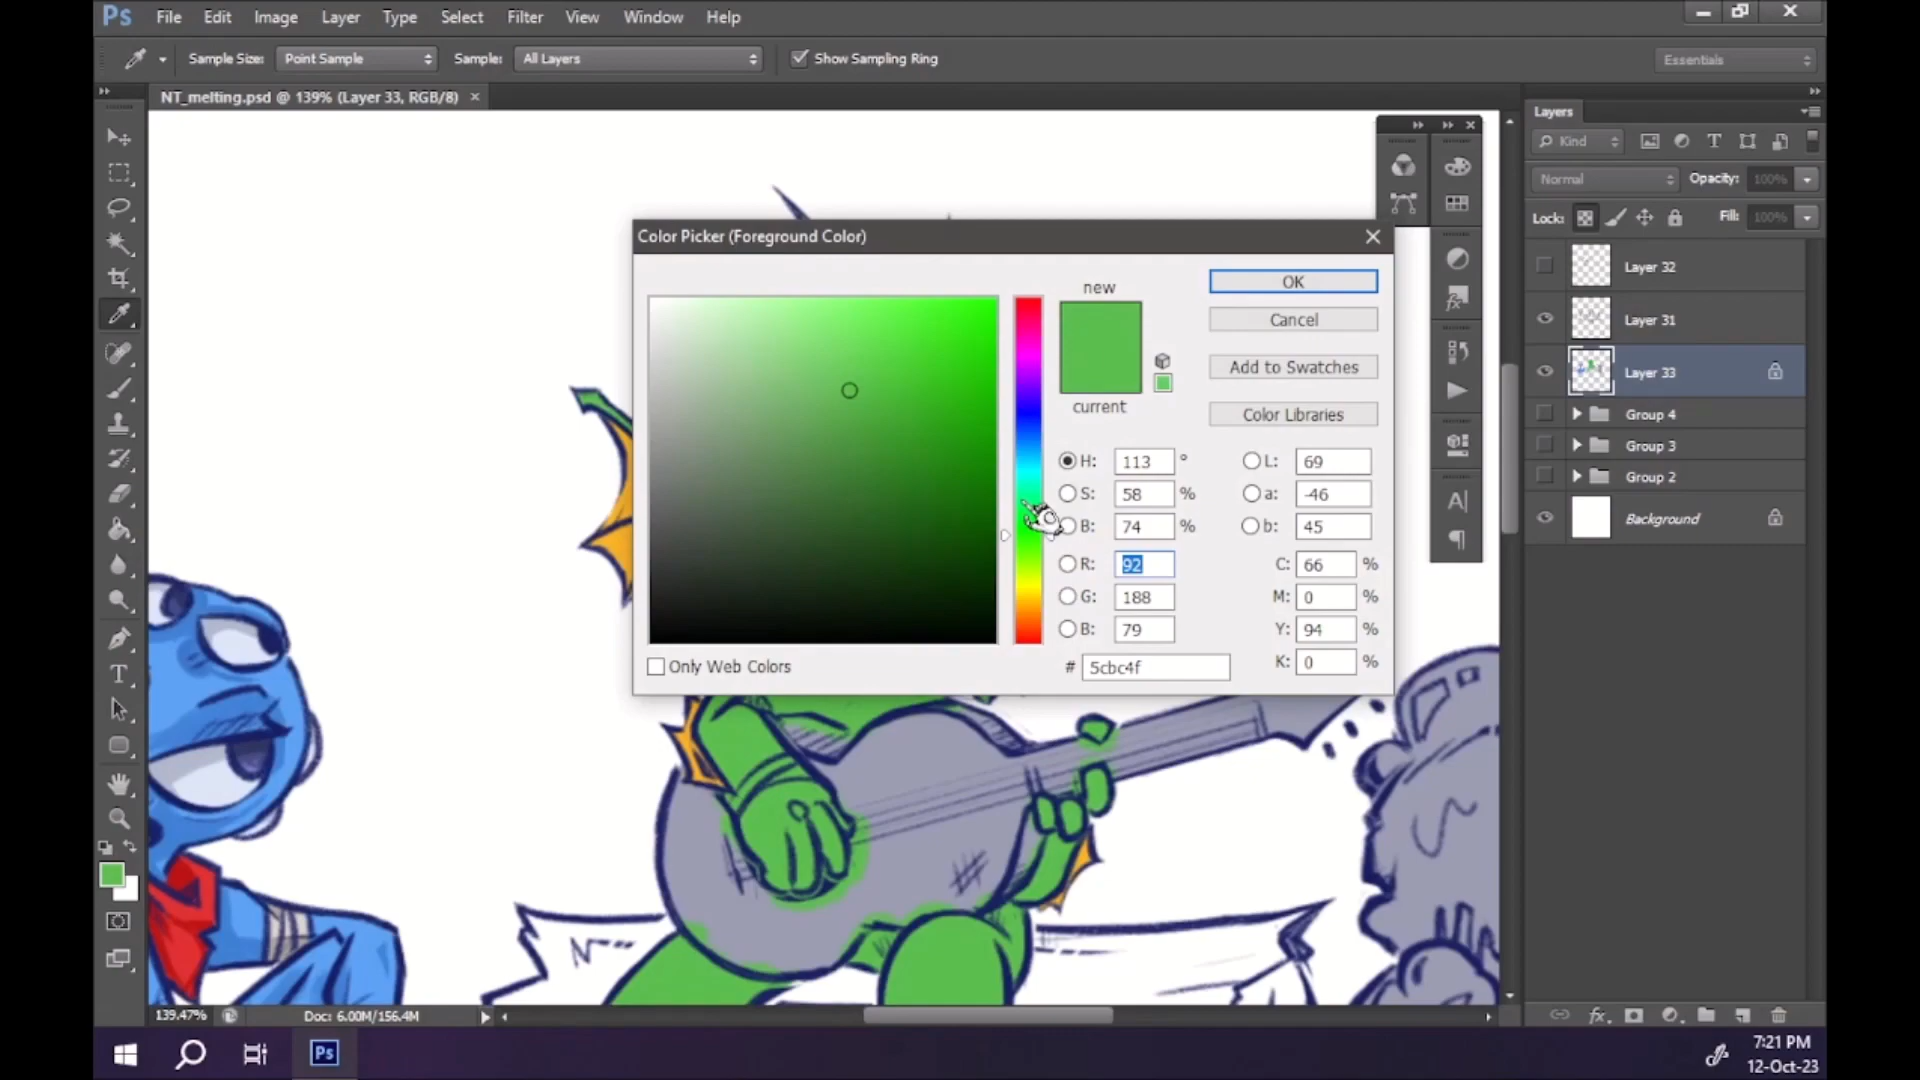 Ps File Edit Image Layer Type Select Filter View Window Help
Sample Size: Point Sample Sample: All Layers Show Sampling Ring Essentials
NT_melting.psd @ 139% (Layer 33, RGB/8) ×
Layers
Kind
Normal Opacity: 100%
Lock: Fill: 100%
Layer 32
Layer 31
Layer 33
Group 4
Group 3
Group 2
Background
Color Picker (Foreground Color)
new
current
OK
Cancel
Add to Swatches
Color Libraries
H: 113 ° L: 69
S: 58 % a: -46
B: 74 % b: 45
R: 92 C: 66 %
G: 188 M: 0 %
B: 79 Y: 94 %
# 5cbc4f K: 0 %
Only Web Colors
139.47% Doc: 6.00M/156.4M
Ps
7:21 PM
12-Oct-23